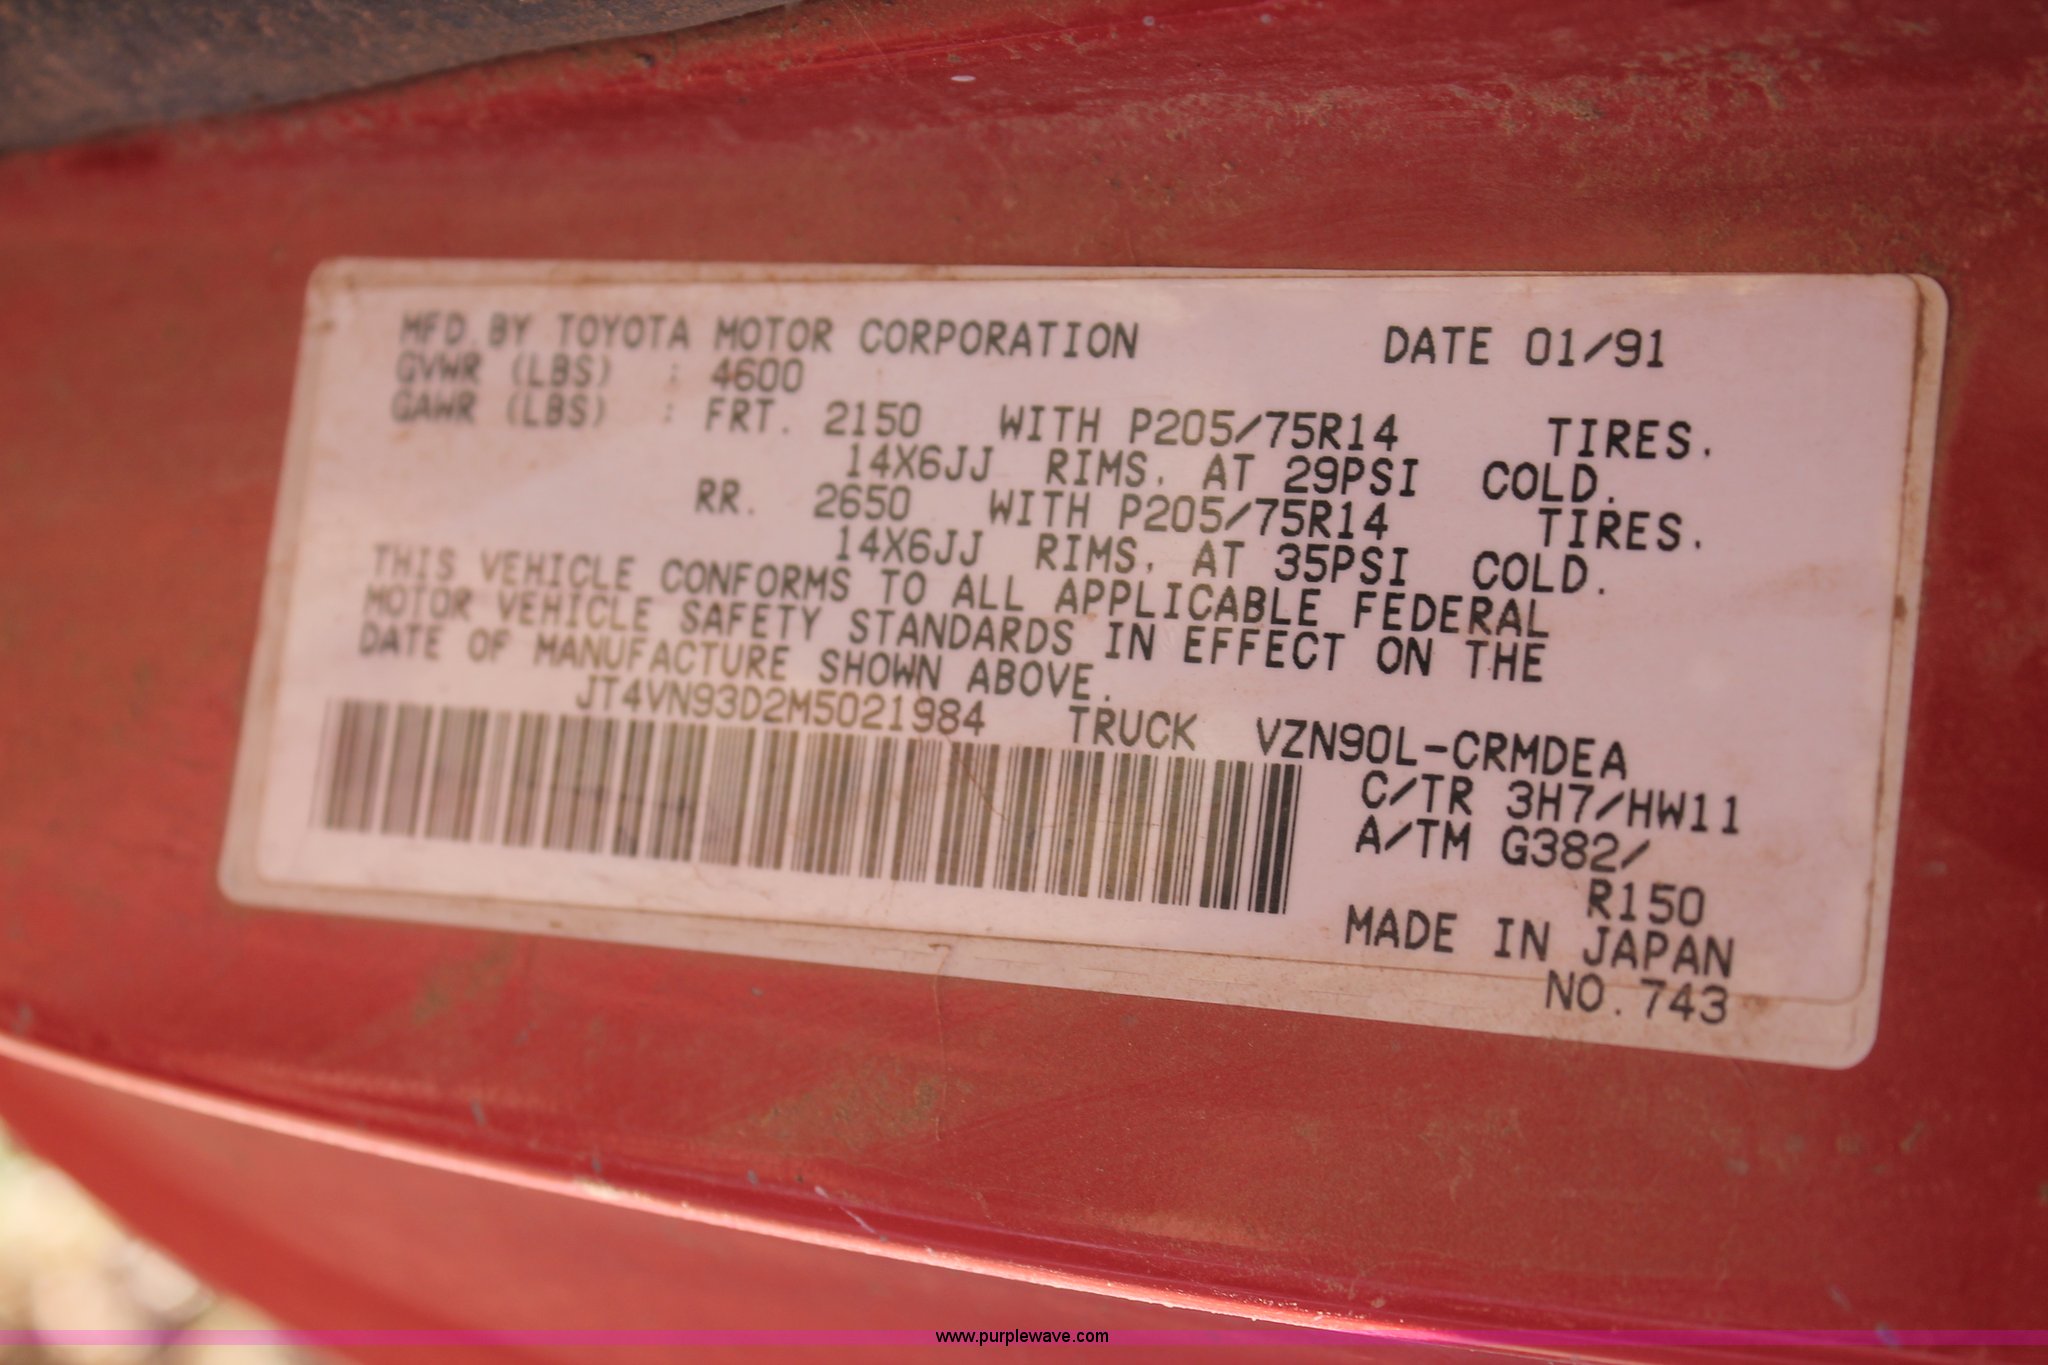 MFD. BY TOYOTA MOTOR CORPORATION DATE 01/91
GVWR (LBS) : 4600
GAWR (LBS) : FRT. 2150 WITH P205/75R14 TIRES.
14X6JJ RIMS, AT 29PSI COLD.
RR. 2650 WITH P205/75R14 TIRES.
14X6JJ RIMS, AT 35PSI COLD.
THIS VEHICLE CONFORMS TO ALL APPLICABLE FEDERAL
MOTOR VEHICLE SAFETY STANDARDS IN EFFECT ON THE
DATE OF MANUFACTURE SHOWN ABOVE.
JT4VN93D2M5021984 TRUCK VZN90L-CRMDEA
C/TR 3H7/HW11
A/TM G382/
R150
MADE IN JAPAN
NO.743
www.purplewave.com